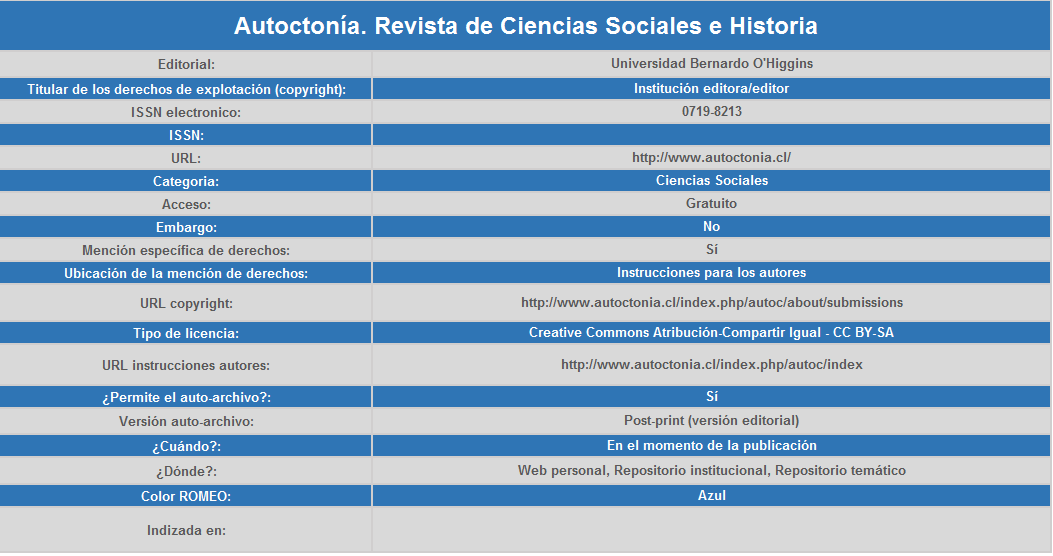 Autoctonía. Revista de Ciencias Sociales e Historia
Editorial: Universidad Bernardo O'Higgins
Titular de los derechos de explotación (copyright): Institución editora/editor
ISSN electronico: 0719-8213
ISSN:
URL: http://www.autoctonia.cl/
Categoria: Ciencias Sociales
Acceso: Gratuito
Embargo: No
Mención específica de derechos: Sí
Ubicación de la mención de derechos: Instrucciones para los autores
URL copyright: http://www.autoctonia.cl/index.php/autoc/about/submissions
Tipo de licencia: Creative Commons Atribución-Compartir Igual - CC BY-SA
URL instrucciones autores: http://www.autoctonia.cl/index.php/autoc/index
¿Permite el auto-archivo?: Sí
Versión auto-archivo: Post-print (versión editorial)
¿Cuándo?: En el momento de la publicación
¿Dónde?: Web personal, Repositorio institucional, Repositorio temático
Color ROMEO: Azul
Indizada en: